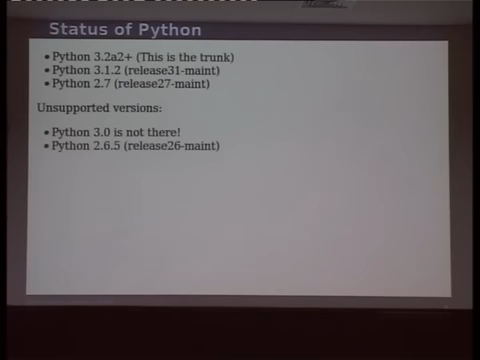 Status of Python
• Python 3.2a2+ (This is the trunk)
• Python 3.1.2 (release31-maint)
• Python 2.7 (release27-maint)
Unsupported versions:
• Python 3.0 is not there!
• Python 2.6.5 (release26-maint)